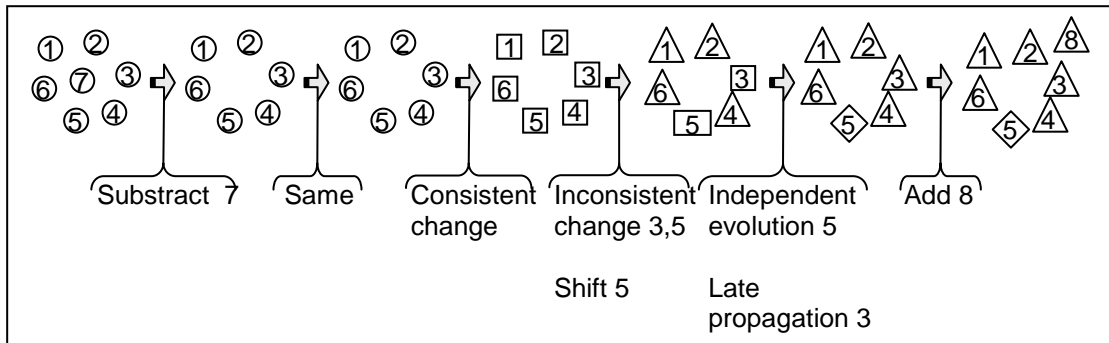 1 2 1 2 1 2 1 2 1 2 1 2 1 2 8
6 7 3 6 3 6 3 6 3 6 3 6 3 6 3
5 4 5 4 5 4 5 4 5 4 5 4 5 4
Substract 7
Same
Consistent
change
Inconsistent
change 3,5
Shift 5
Independent
evolution 5
Late
propagation 3
Add 8